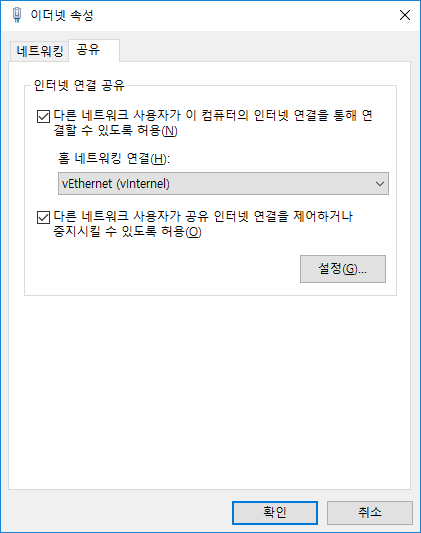 이더넷 속성
네트워킹
공유
인터넷 연결 공유
다른 네트워크 사용자가 이 컴퓨터의 인터넷 연결을 통해 연
결할 수 있도록 허용(N)
홈 네트워킹 연결(H):
vEthernet (vInternel)
다른 네트워크 사용자가 공유 인터넷 연결을 제어하거나
중지시킬 수 있도록 허용(O)
설정(G)...
확인
취소